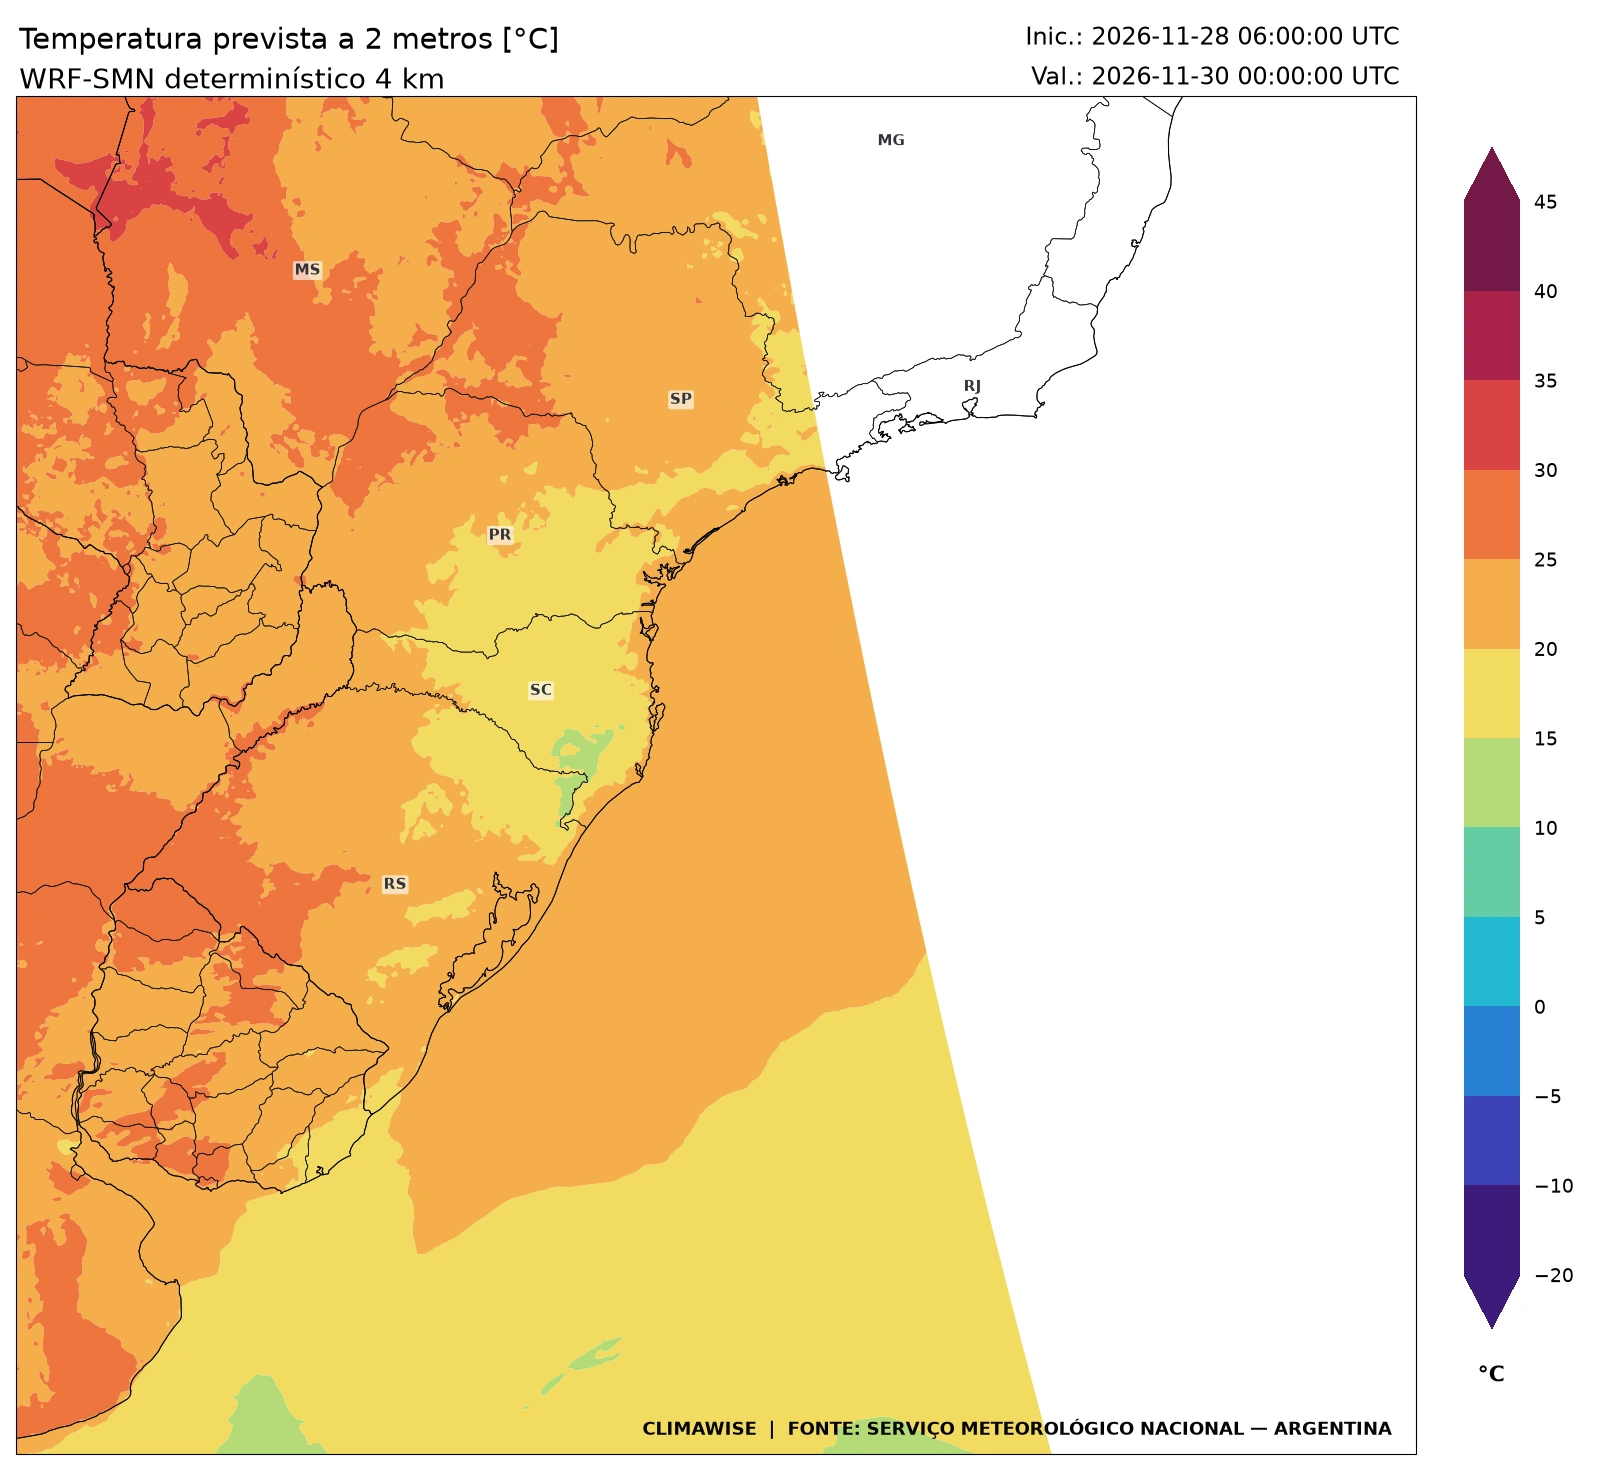 Temperatura prevista a 2 metros [°C]
WRF-SMN determinístico 4 km
Inic.: 2026-11-28 06:00:00 UTC
Val.: 2026-11-30 00:00:00 UTC
MG
MS
RJ
SP
PR
SC
RS
45
40
35
30
25
20
15
10
5
0
−5
−10
−20
°C
CLIMAWISE | FONTE: SERVIÇO METEOROLÓGICO NACIONAL — ARGENTINA